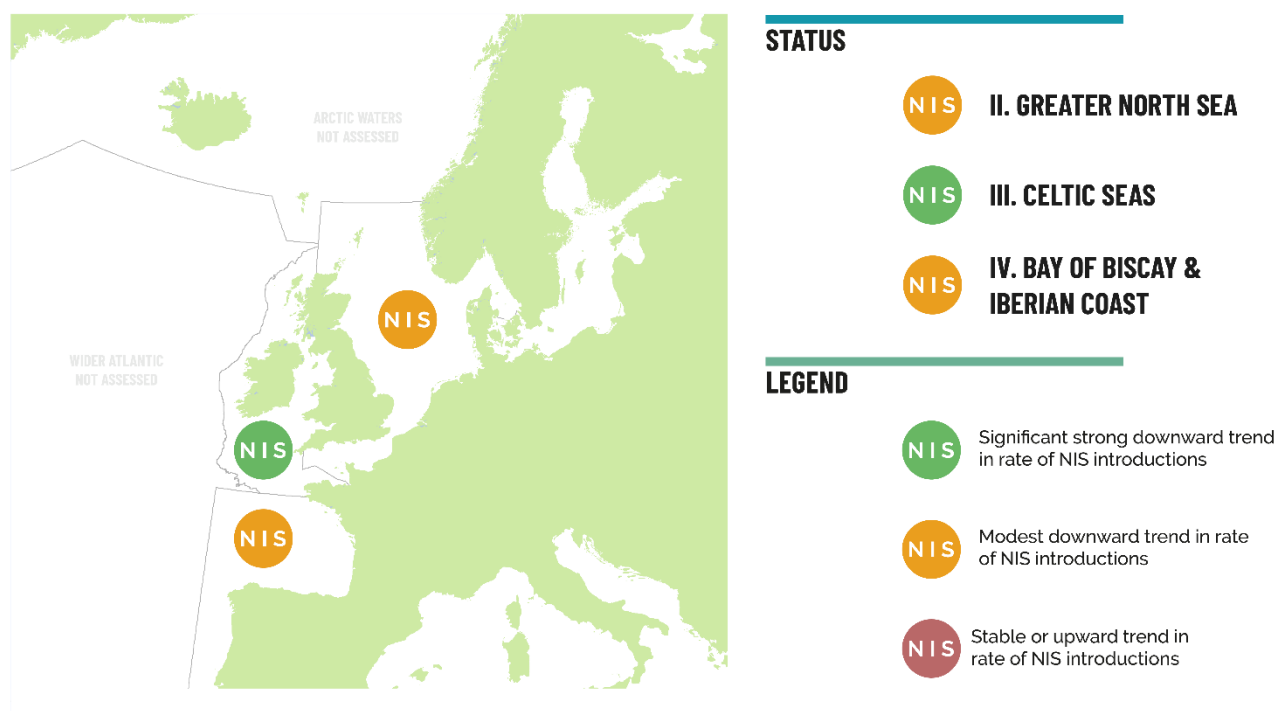 ARCTIC WATERS
NOT ASSESSED
WIDER ATLANTIC
NOT ASSESSED
NIS
NIS
NIS
STATUS
NIS
II. GREATER NORTH SEA
NIS
III. CELTIC SEAS
NIS
IV. BAY OF BISCAY &
IBERIAN COAST
LEGEND
NIS
Significant strong downward trend
in rate of NIS introductions
NIS
Modest downward trend in rate
of NIS introductions
NIS
Stable or upward trend in
rate of NIS introductions